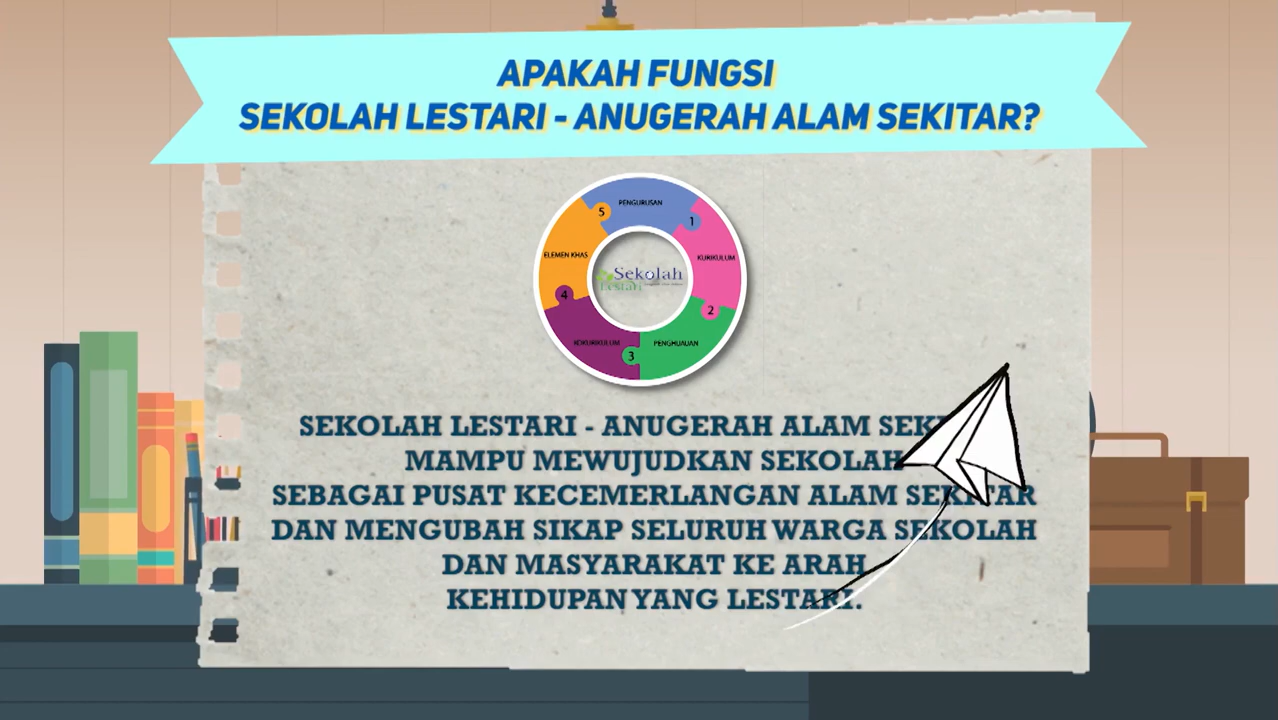 APAKAH FUNGSI
SEKOLAH LESTARI - ANUGERAH ALAM SEKITAR?
PENGURUSAN
5
1
ELEMEN KHAS
KURIKULUM
Sekolah
Lestari
4
2
KOKURIKULUM
PENGHIJAUAN
3
SEKOLAH LESTARI - ANUGERAH ALAM
MAMPU MEWUJUDKAN SEKOLAH
SEBAGAI PUSAT KECEMERLANGAN ALAM SEKITAR
DAN MENGUBAH SIKAP SELURUH WARGA SEKOLAH
DAN MASYARAKAT KE ARAH
KEHIDUPAN YANG LESTARI.